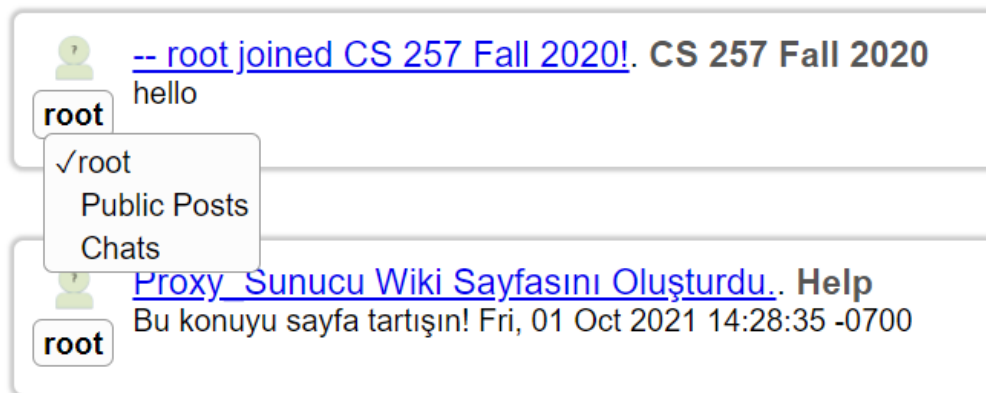 -- root joined CS 257 Fall 2020!. CS 257 Fall 2020
hello
root
✓root
Public Posts
Chats
Proxy_Sunucu Wiki Sayfasını Oluşturdu.. Help
Bu konuyu sayfa tartışın! Fri, 01 Oct 2021 14:28:35 -0700
root